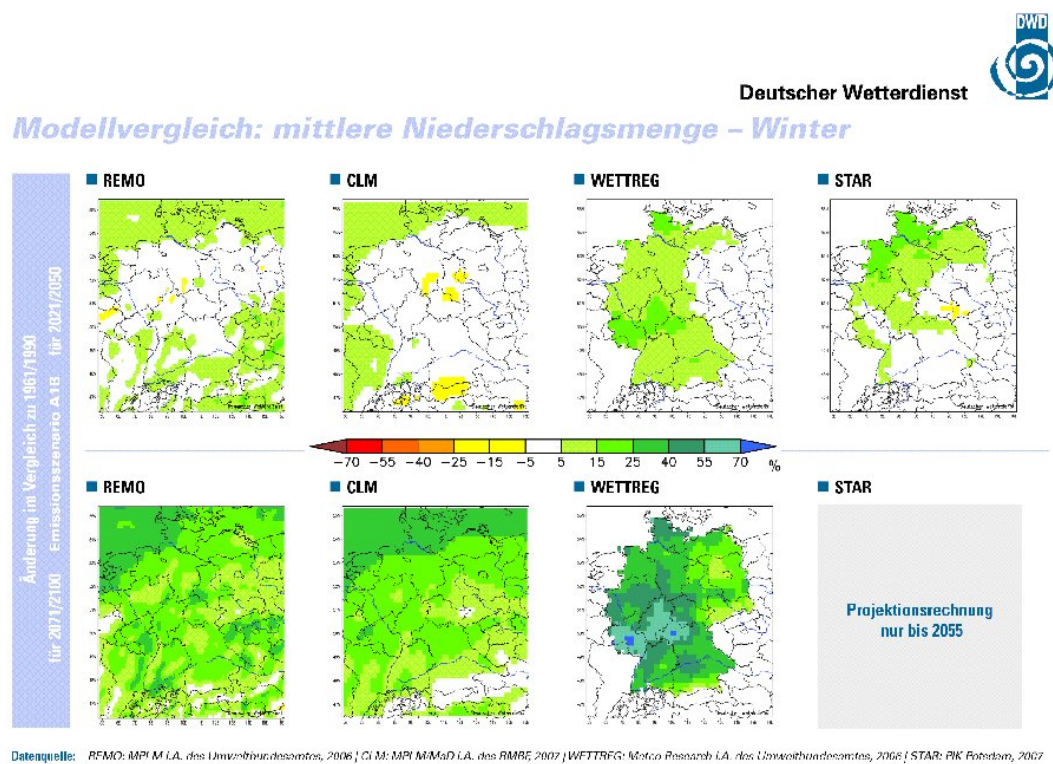 DWD
Deutscher Wetterdienst
Modellvergleich: mittlere Niederschlagsmenge – Winter
REMO
CLM
WETTREG
STAR
Änderung im Vergleich zu 1961/1990
für 2071/2100 Emissionsszenario A1B für 2021/2050
-70 -55 -40 -25 -15 -5 5 15 25 40 55 70 %
REMO
CLM
WETTREG
STAR
Projektionsrechnung
nur bis 2055
Datenquelle: REMO: MPI-M i.A. des Umweltbundesamtes, 2006 | CLM: MPI-M/MaD i.A. des BMBF, 2007 | WETTREG: Meteo Research i.A. des Umweltbundesamtes, 2006 | STAR: PIK Potsdam, 2007